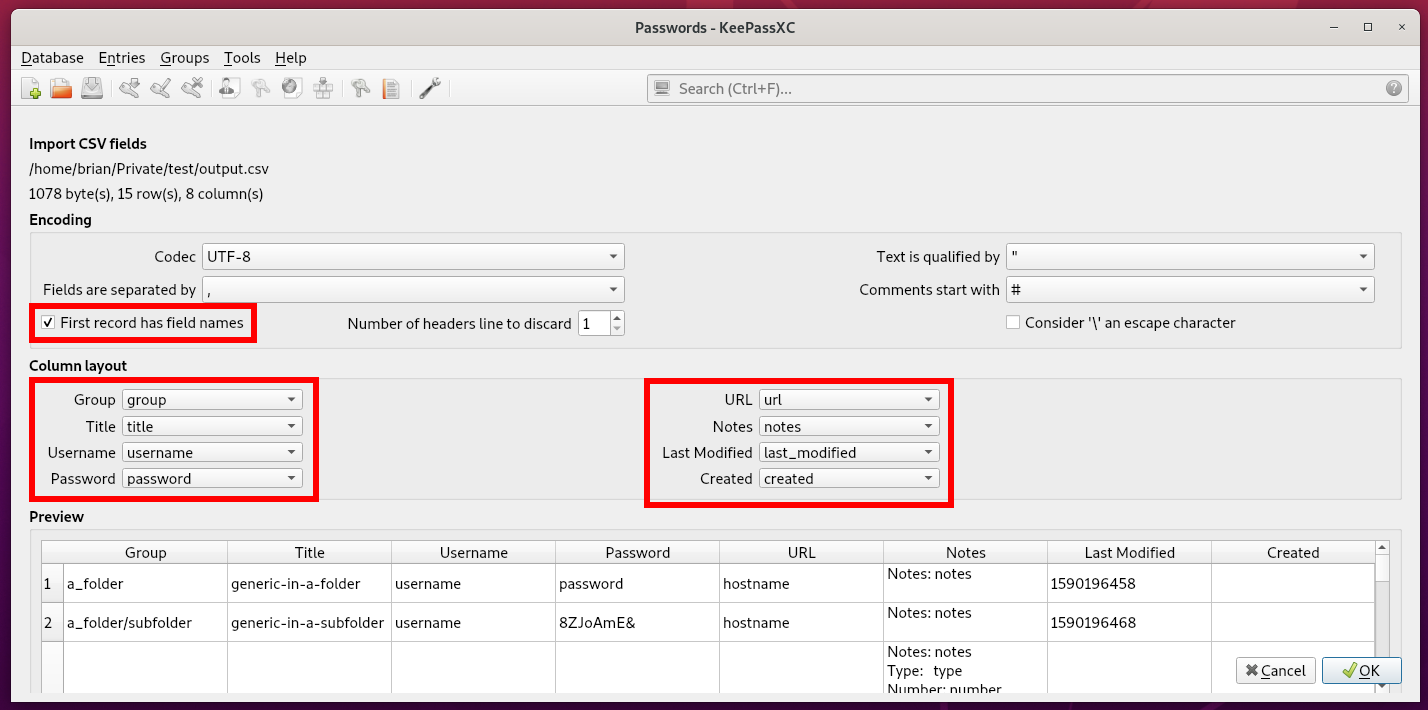 Passwords - KeePassXC
Database Entries Groups Tools Help
Search (Ctrl+F)...
Import CSV fields
/home/brian/Private/test/output.csv
1078 byte(s), 15 row(s), 8 column(s)
Encoding
Codec UTF-8 Text is qualified by "
Fields are separated by , Comments start with #
First record has field names Number of headers line to discard 1 Consider '\' an escape character
Column layout
Group group URL url
Title title Notes notes
Username username Last Modified last_modified
Password password Created created
Preview
Group Title Username Password URL Notes Last Modified Created
1 a_folder generic-in-a-folder username password hostname Notes: notes 1590196458
2 a_folder/subfolder generic-in-a-subfolder username 8ZJoAmE& hostname Notes: notes 1590196468
Notes: notes
Type: type
Number: number
Cancel OK